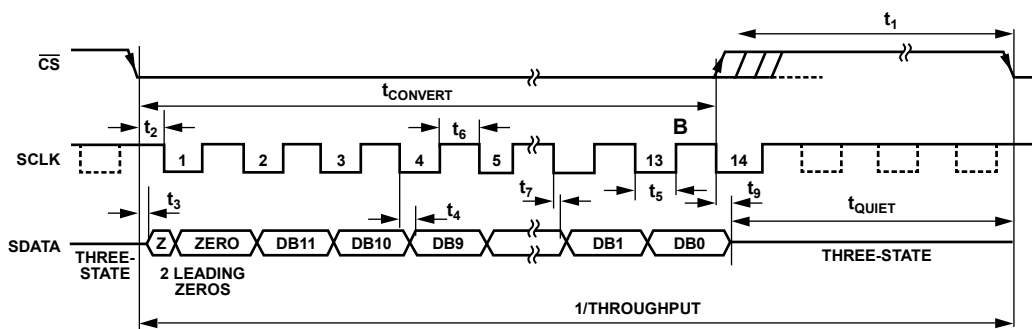 t1
CS
tCONVERT
t2
t6
B
SCLK
1
2
3
4
5
13
14
t3
t4
t7
t5
t9
tQUIET
SDATA
Z
ZERO
DB11
DB10
DB9
DB1
DB0
THREE-
STATE
2 LEADING
ZEROS
THREE-STATE
1/THROUGHPUT